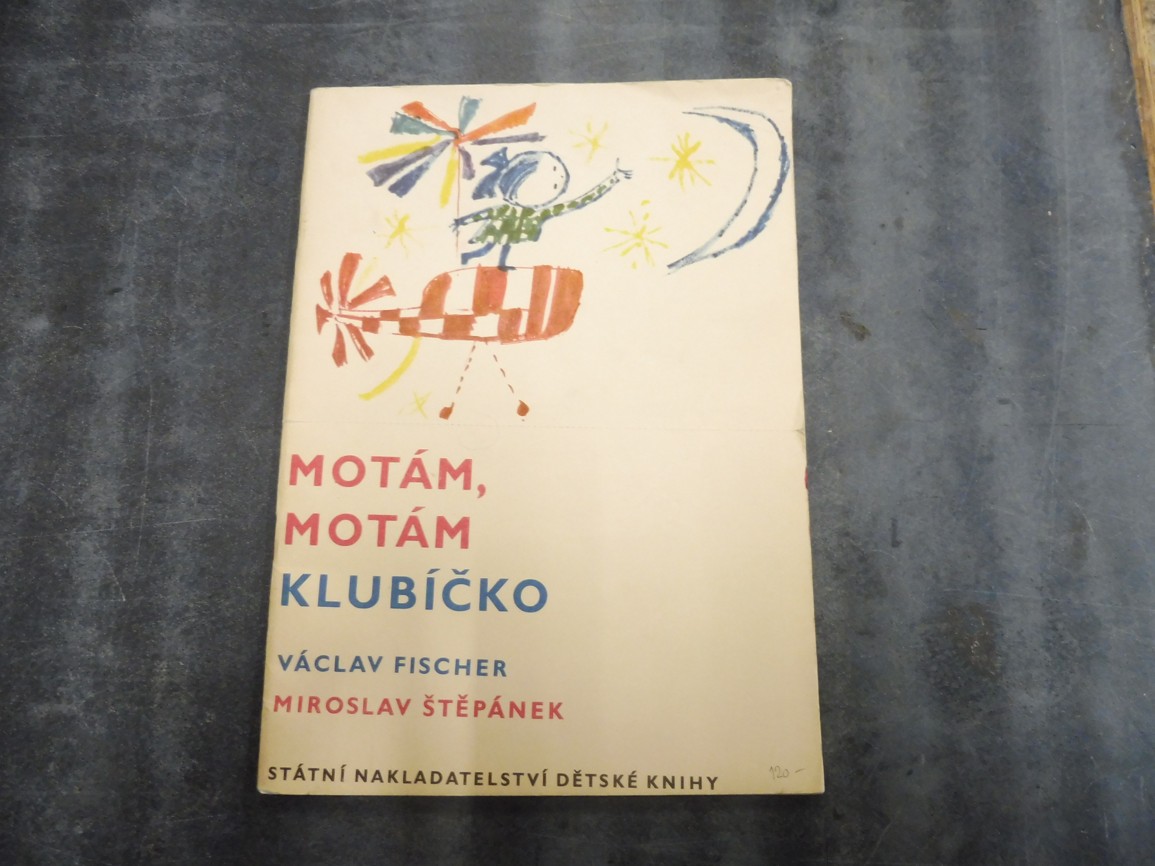 MOTÁM,
MOTÁM
KLUBÍČKO
VÁCLAV FISCHER
MIROSLAV ŠTĚPÁNEK
STÁTNÍ NAKLADATELSTVÍ DĚTSKÉ KNIHY
120 –